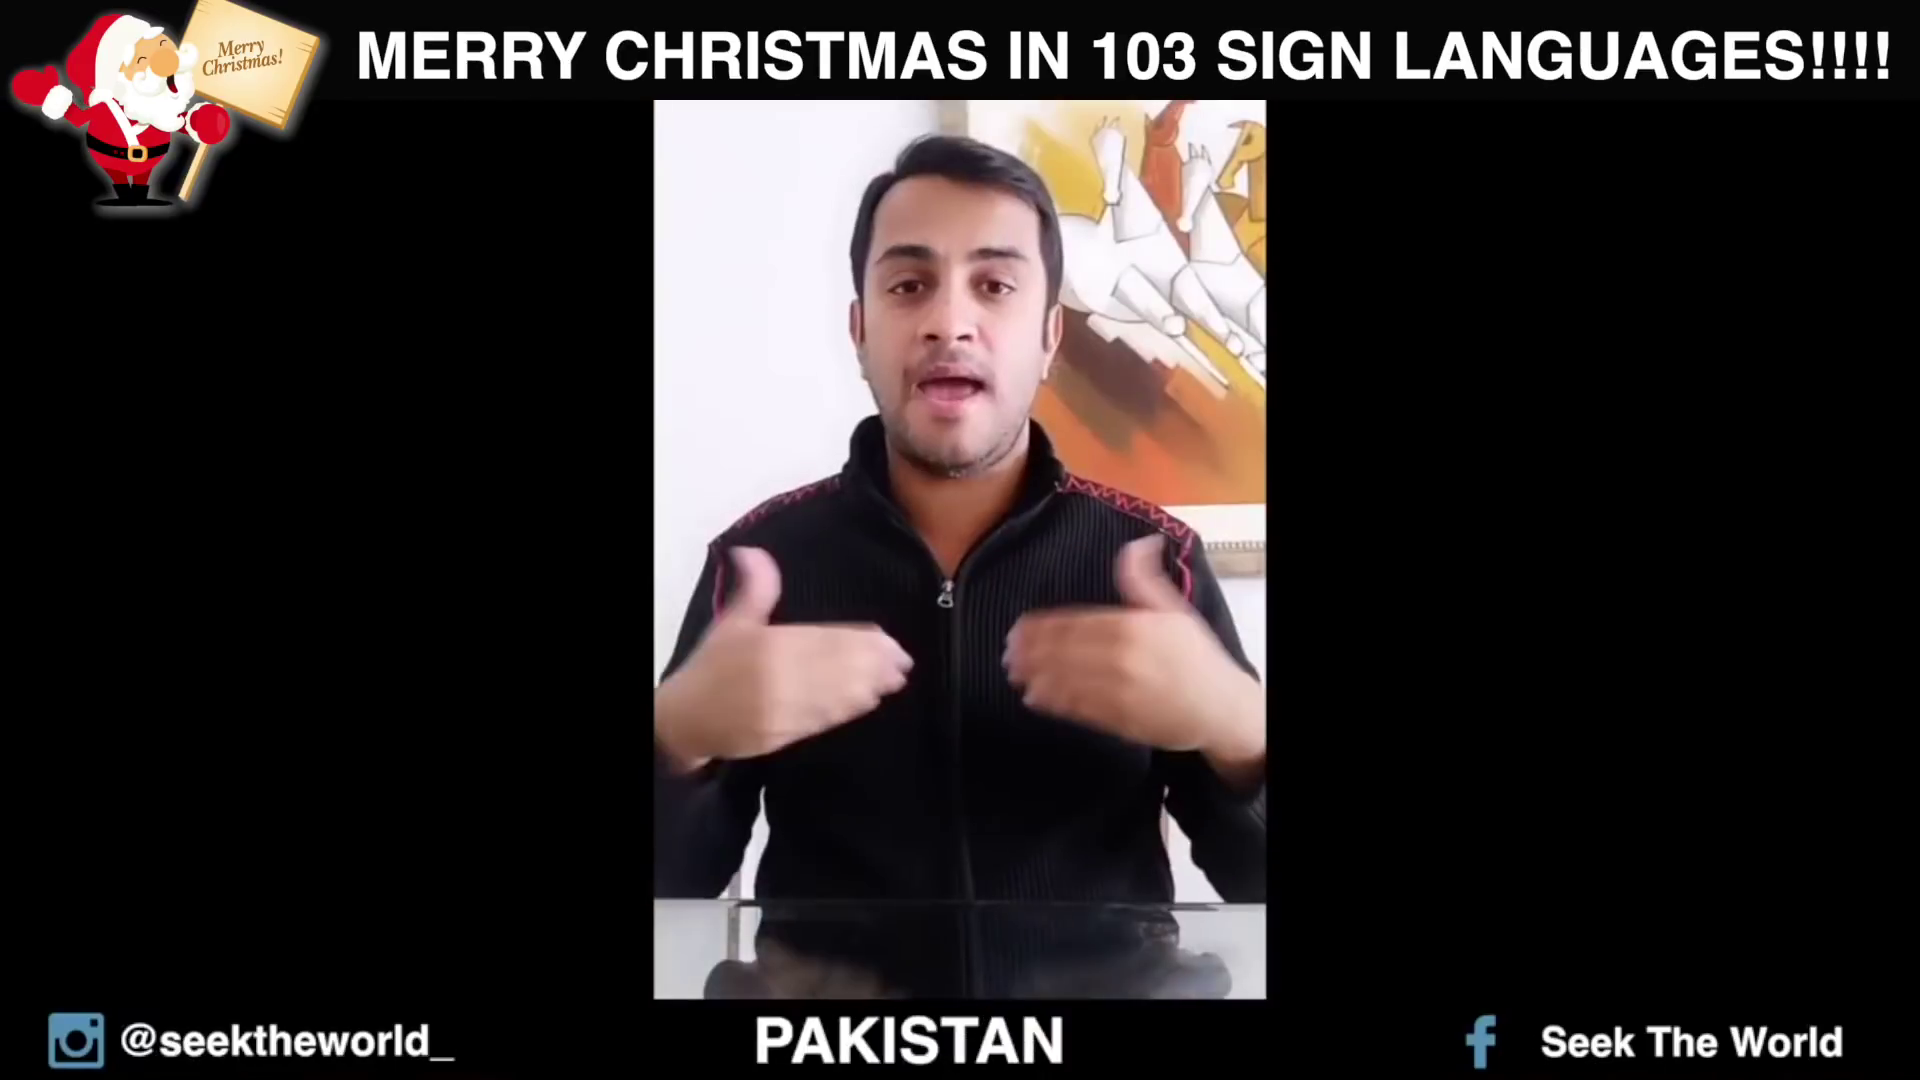 Merry
Christmas!
MERRY CHRISTMAS IN 103 SIGN LANGUAGES!!!!
@seektheworld_
PAKISTAN
Seek The World